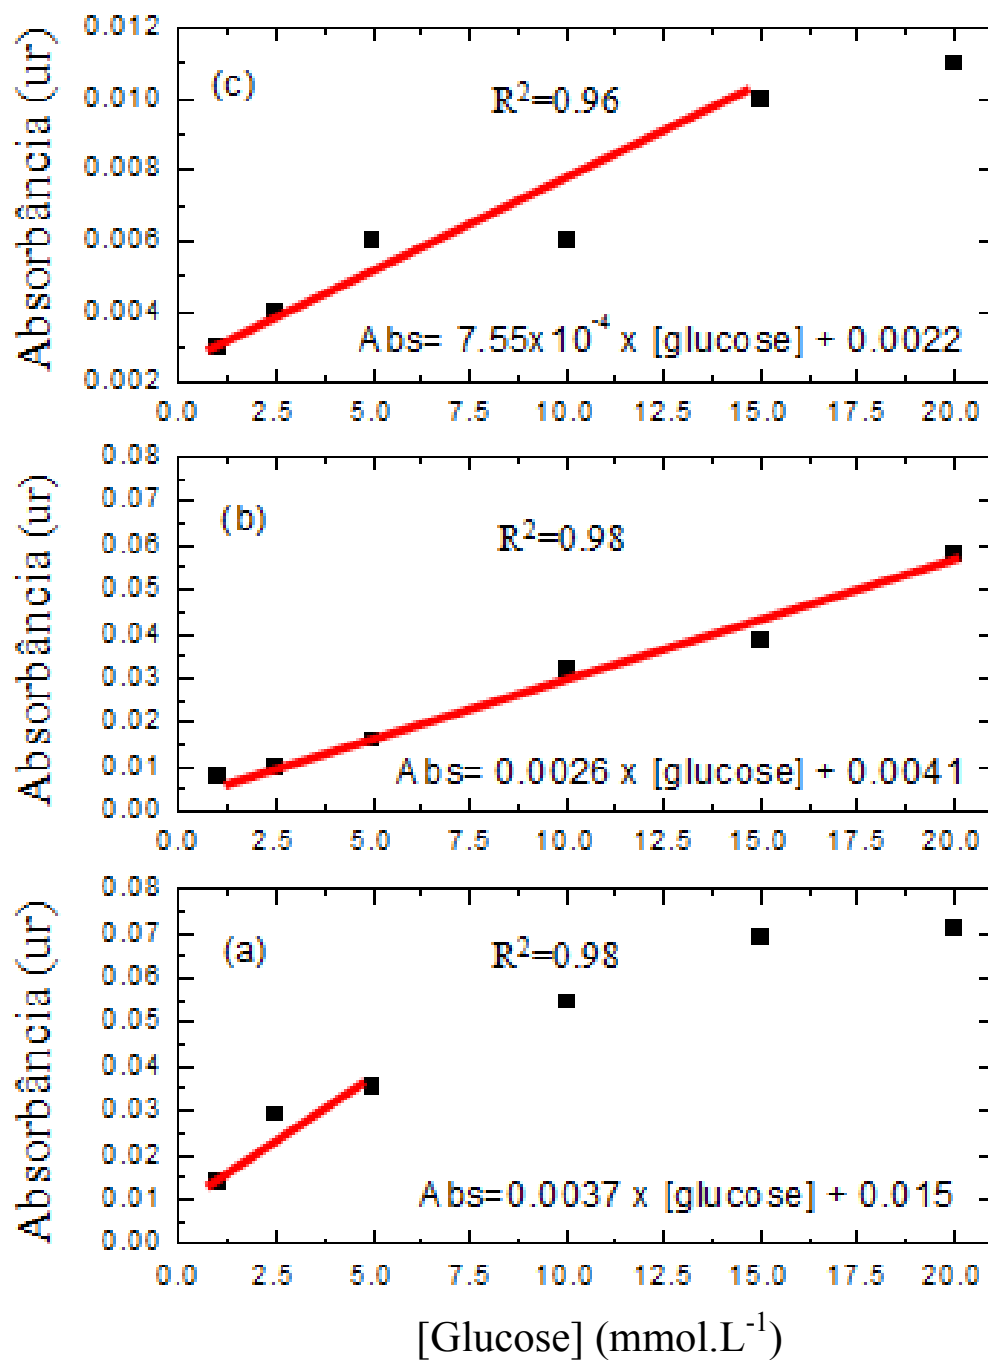 Absorbância (ur)
0.012
0.010
0.008
0.006
0.004
0.002
(c)
R²=0.96
Abs= 7.55x10⁻⁴ x [glucose] + 0.0022
0.0 2.5 5.0 7.5 10.0 12.5 15.0 17.5 20.0
Absorbância (ur)
0.08
0.07
0.06
0.05
0.04
0.03
0.02
0.01
0.00
(b)
R²=0.98
Abs= 0.0026 x [glucose] + 0.0041
0.0 2.5 5.0 7.5 10.0 12.5 15.0 17.5 20.0
Absorbância (ur)
0.08
0.07
0.06
0.05
0.04
0.03
0.02
0.01
0.00
(a)
R²=0.98
Abs=0.0037 x [glucose] + 0.015
0.0 2.5 5.0 7.5 10.0 12.5 15.0 17.5 20.0
[Glucose] (mmol.L⁻¹)